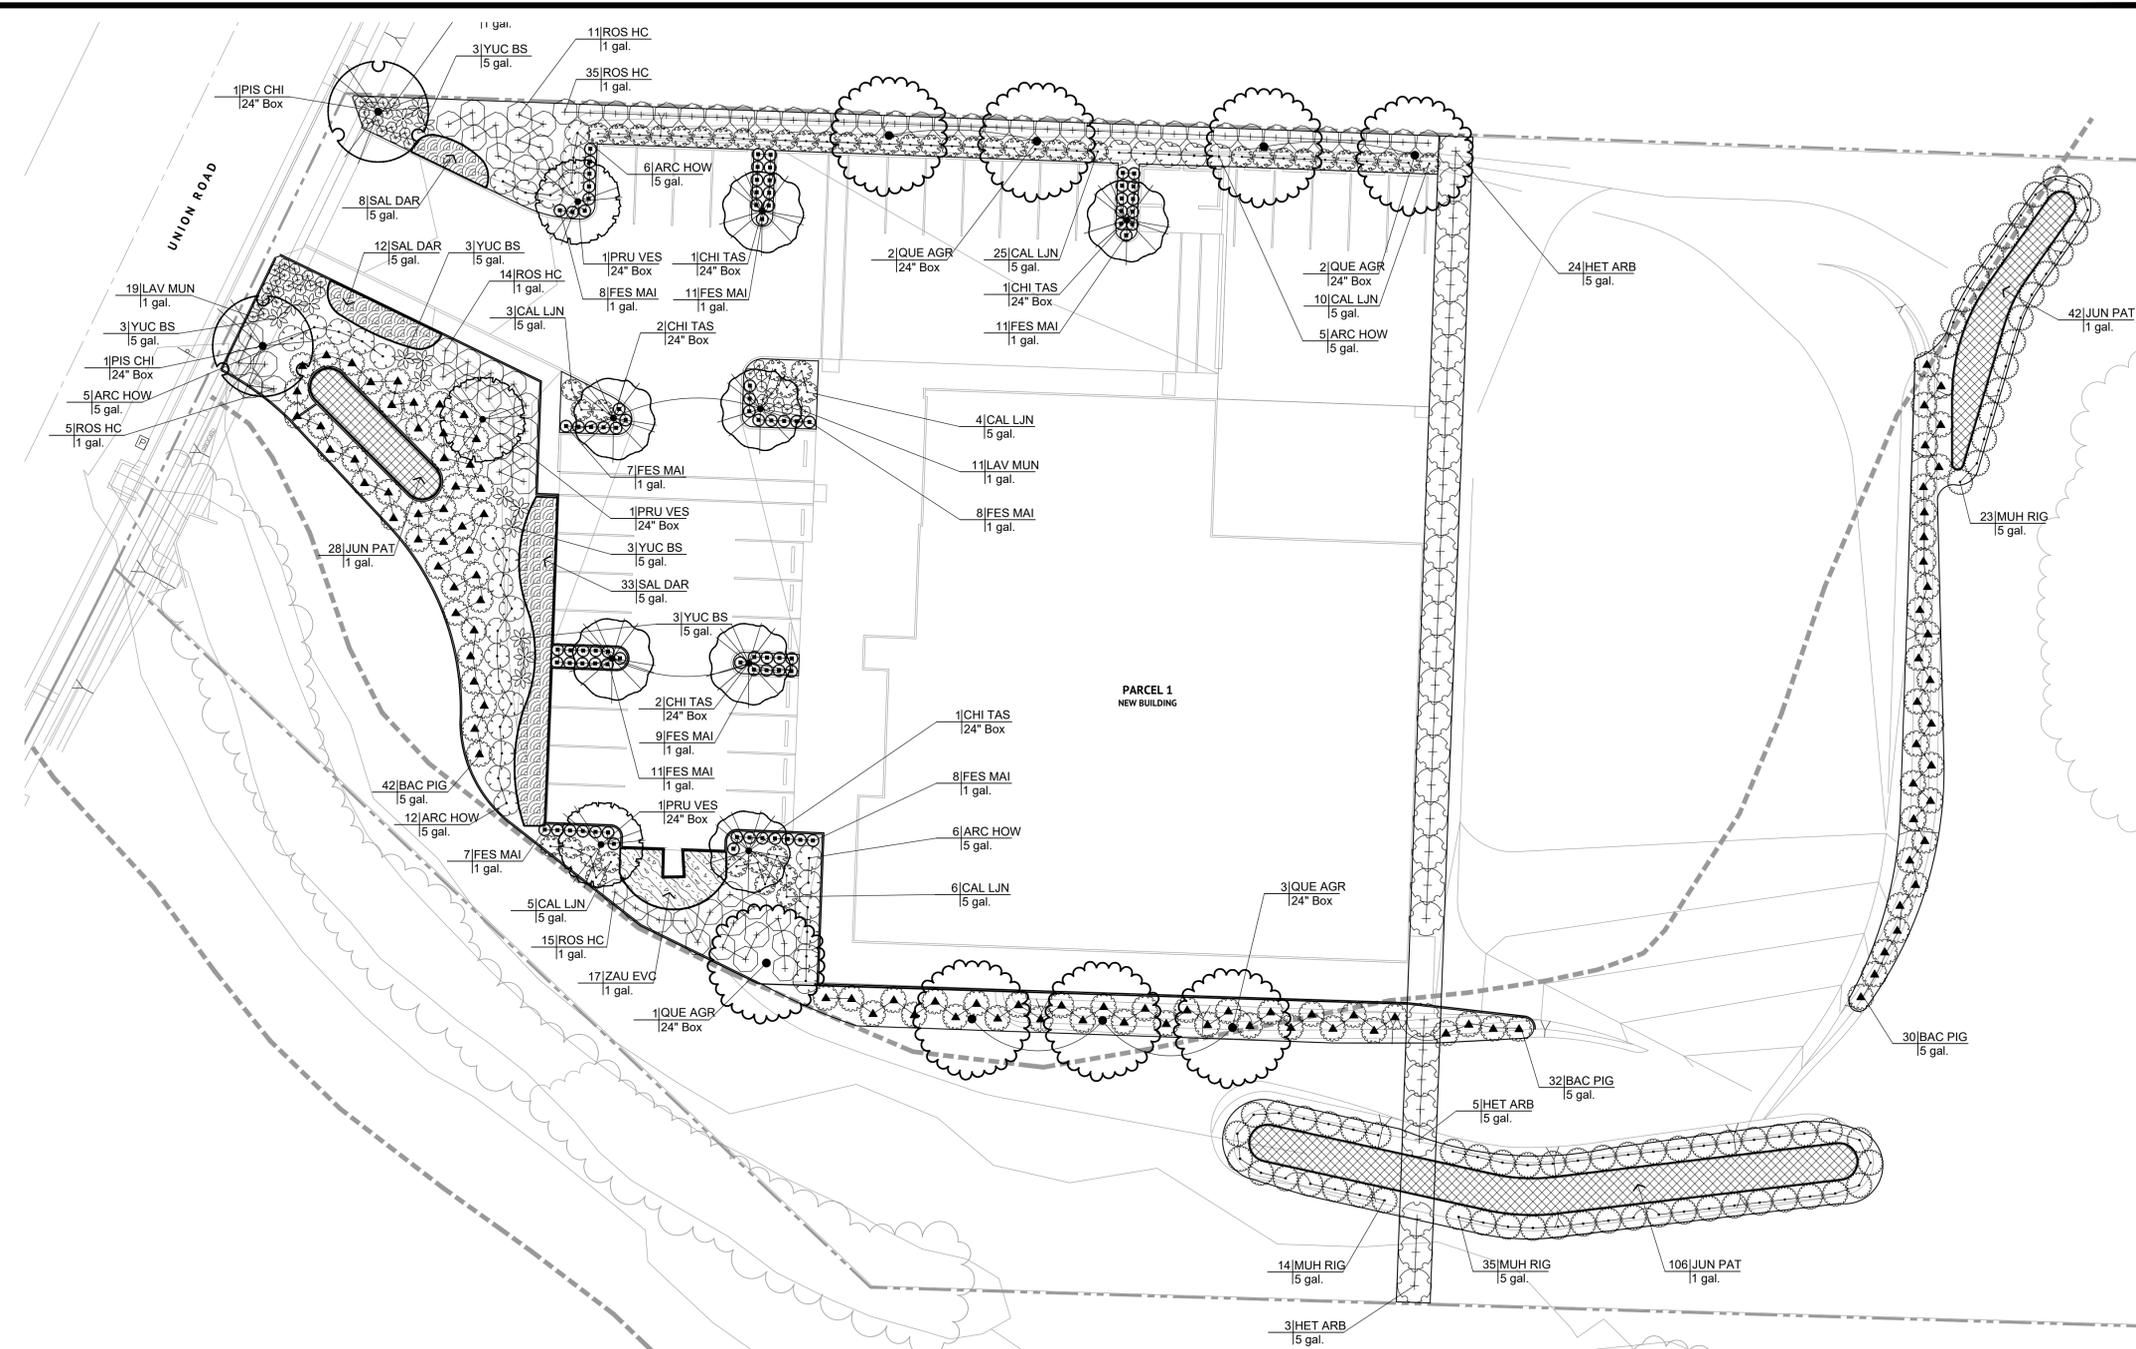 1 gal.
3|YUC BS
5 gal.
11|ROS HC
1 gal.
35|ROS HC
1 gal.
1|PIS CHI
24" Box
UNION ROAD
6|ARC HOW
5 gal.
8|SAL DAR
5 gal.
12|SAL DAR
5 gal.
3|YUC BS
5 gal.
14|ROS HC
1 gal.
1|PRU VES
24" Box
8|FES MAI
1 gal.
1|CHI TAS
24" Box
11|FES MAI
1 gal.
2|QUE AGR
24" Box
25|CAL LJN
5 gal.
1|CHI TAS
24" Box
11|FES MAI
1 gal.
2|QUE AGR
24" Box
10|CAL LJN
5 gal.
5|ARC HOW
5 gal.
24|HET ARB
5 gal.
42|JUN PAT
1 gal.
19|LAV MUN
1 gal.
3|YUC BS
5 gal.
1|PIS CHI
24" Box
5|ARC HOW
5 gal.
5|ROS HC
1 gal.
3|CAL LJN
5 gal.
2|CHI TAS
24" Box
4|CAL LJN
5 gal.
11|LAV MUN
1 gal.
8|FES MAI
1 gal.
7|FES MAI
1 gal.
1|PRU VES
24" Box
3|YUC BS
5 gal.
33|SAL DAR
5 gal.
3|YUC BS
5 gal.
28|JUN PAT
1 gal.
23|MUH RIG
5 gal.
PARCEL 1
NEW BUILDING
2|CHI TAS
24" Box
9|FES MAI
1 gal.
11|FES MAI
1 gal.
1|PRU VES
24" Box
1|CHI TAS
24" Box
8|FES MAI
1 gal.
6|ARC HOW
5 gal.
6|CAL LJN
5 gal.
42|BAC PIG
5 gal.
12|ARC HOW
5 gal.
7|FES MAI
1 gal.
5|CAL LJN
5 gal.
15|ROS HC
1 gal.
17|ZAU EVC
1 gal.
1|QUE AGR
24" Box
3|QUE AGR
24" Box
30|BAC PIG
5 gal.
32|BAC PIG
5 gal.
5|HET ARB
5 gal.
14|MUH RIG
5 gal.
35|MUH RIG
5 gal.
106|JUN PAT
1 gal.
3|HET ARB
5 gal.